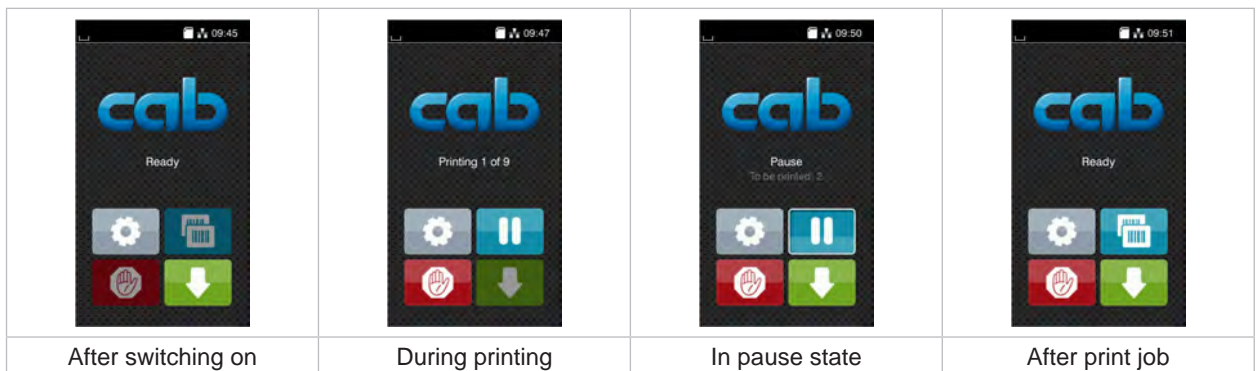 09:45
cab
Ready
After switching on
09:47
cab
Printing 1 of 9
During printing
09:50
cab
Pause
To be printed: 2
In pause state
09:51
cab
Ready
After print job